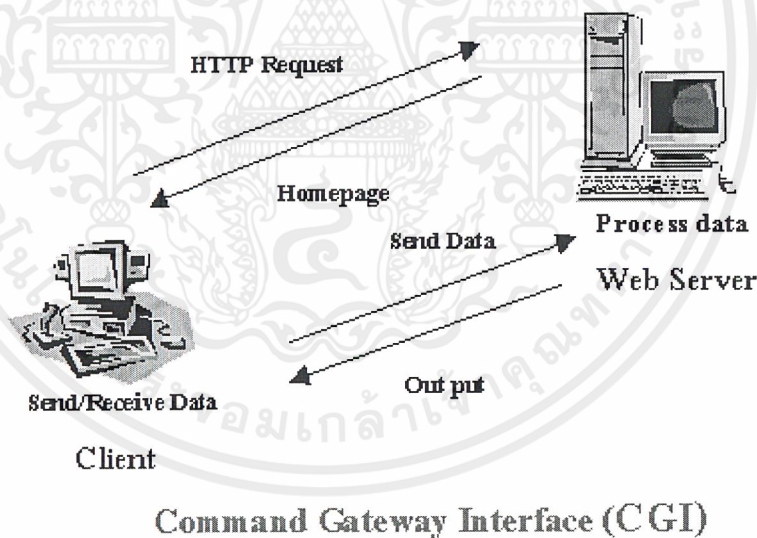 HTTP Request
Homepage
Send Data
Process data
Web Server
Out put
Send/Receive Data
Client
Command Gateway Interface (CGI)